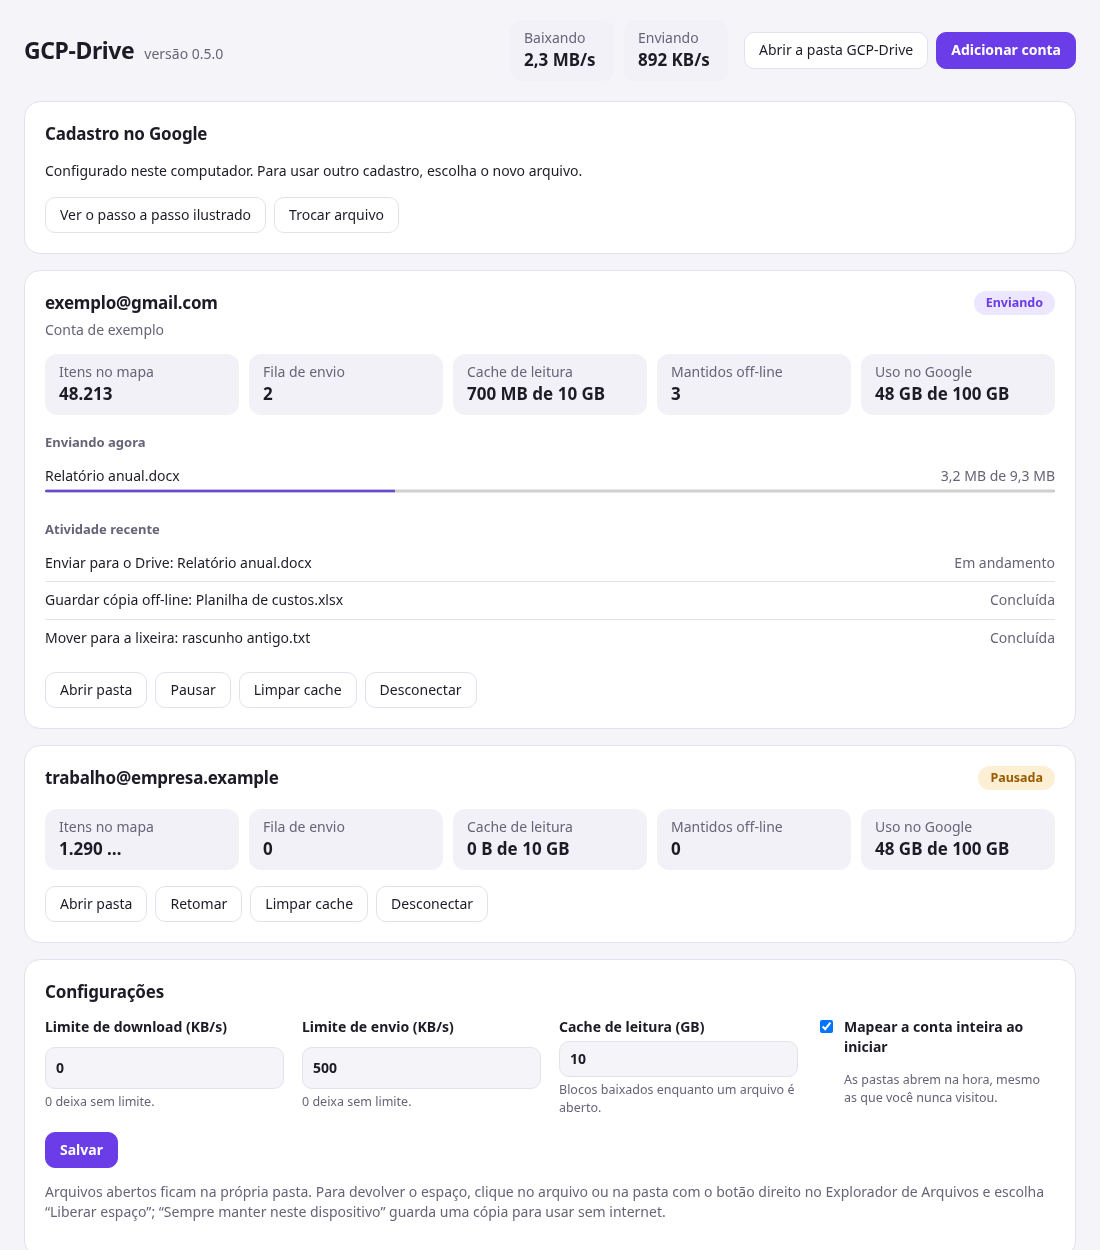 GCP-Drive versão 0.5.0
Baixando
2,3 MB/s
Enviando
892 KB/s
Abrir a pasta GCP-Drive
Adicionar conta
Cadastro no Google
Configurado neste computador. Para usar outro cadastro, escolha o novo arquivo.
Ver o passo a passo ilustrado
Trocar arquivo
exemplo@gmail.com
Enviando
Conta de exemplo
Itens no mapa
48.213
Fila de envio
2
Cache de leitura
700 MB de 10 GB
Mantidos off-line
3
Uso no Google
48 GB de 100 GB
Enviando agora
Relatório anual.docx
3,2 MB de 9,3 MB
Atividade recente
Enviar para o Drive: Relatório anual.docx
Em andamento
Guardar cópia off-line: Planilha de custos.xlsx
Concluída
Mover para a lixeira: rascunho antigo.txt
Concluída
Abrir pasta
Pausar
Limpar cache
Desconectar
trabalho@empresa.example
Pausada
Itens no mapa
1.290 ...
Fila de envio
0
Cache de leitura
0 B de 10 GB
Mantidos off-line
0
Uso no Google
48 GB de 100 GB
Abrir pasta
Retomar
Limpar cache
Desconectar
Configurações
Limite de download (KB/s)
0
0 deixa sem limite.
Limite de envio (KB/s)
500
0 deixa sem limite.
Cache de leitura (GB)
10
Blocos baixados enquanto um arquivo é
aberto.
Mapear a conta inteira ao
iniciar
As pastas abrem na hora, mesmo
as que você nunca visitou.
Salvar
Arquivos abertos ficam na própria pasta. Para devolver o espaço, clique no arquivo ou na pasta com o botão direito no Explorador de Arquivos e escolha
“Liberar espaço”; “Sempre manter neste dispositivo” guarda uma cópia para usar sem internet.